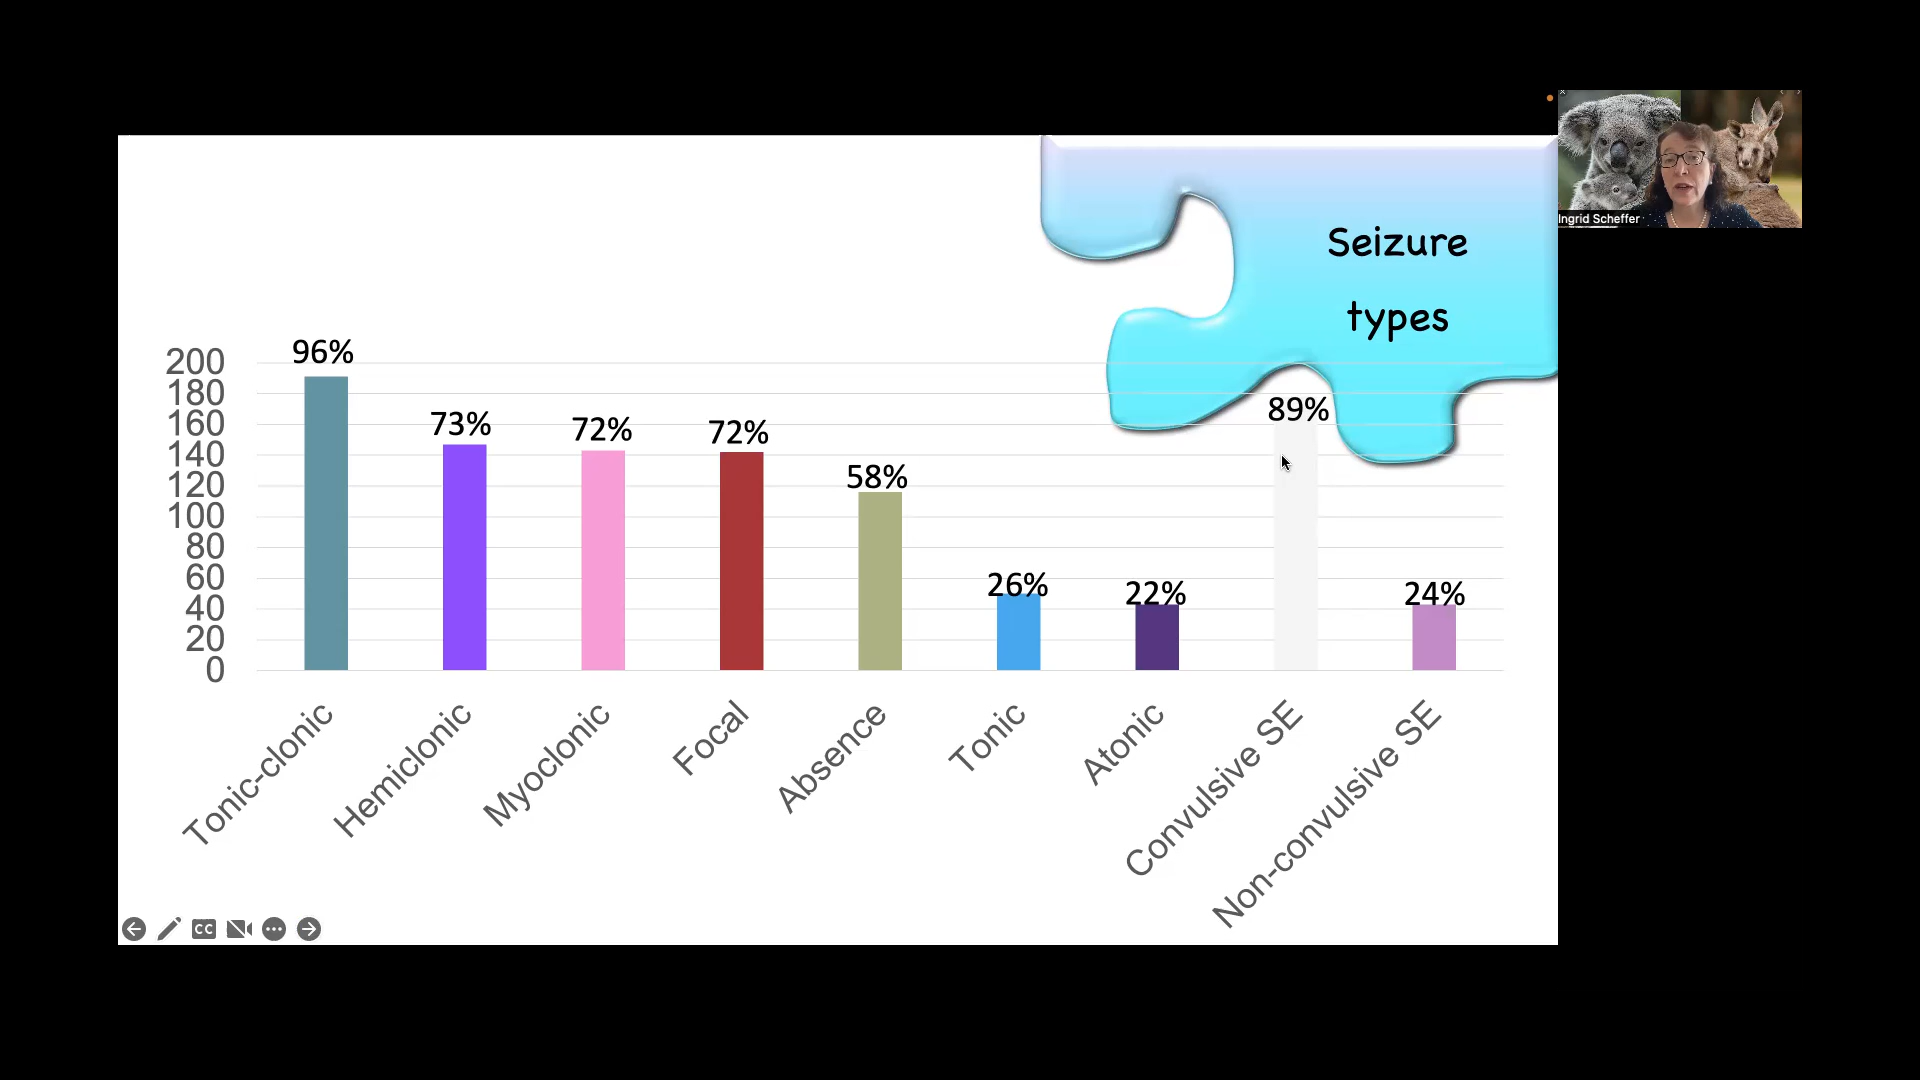 Seizure
types
Ingrid Scheffer
200
180
160
140
120
100
80
60
40
20
0
96%
73%
72%
72%
58%
26%
22%
89%
24%
Tonic-clonic
Hemiclonic
Myoclonic
Focal
Absence
Tonic
Atonic
Convulsive SE
Non-convulsive SE
CC